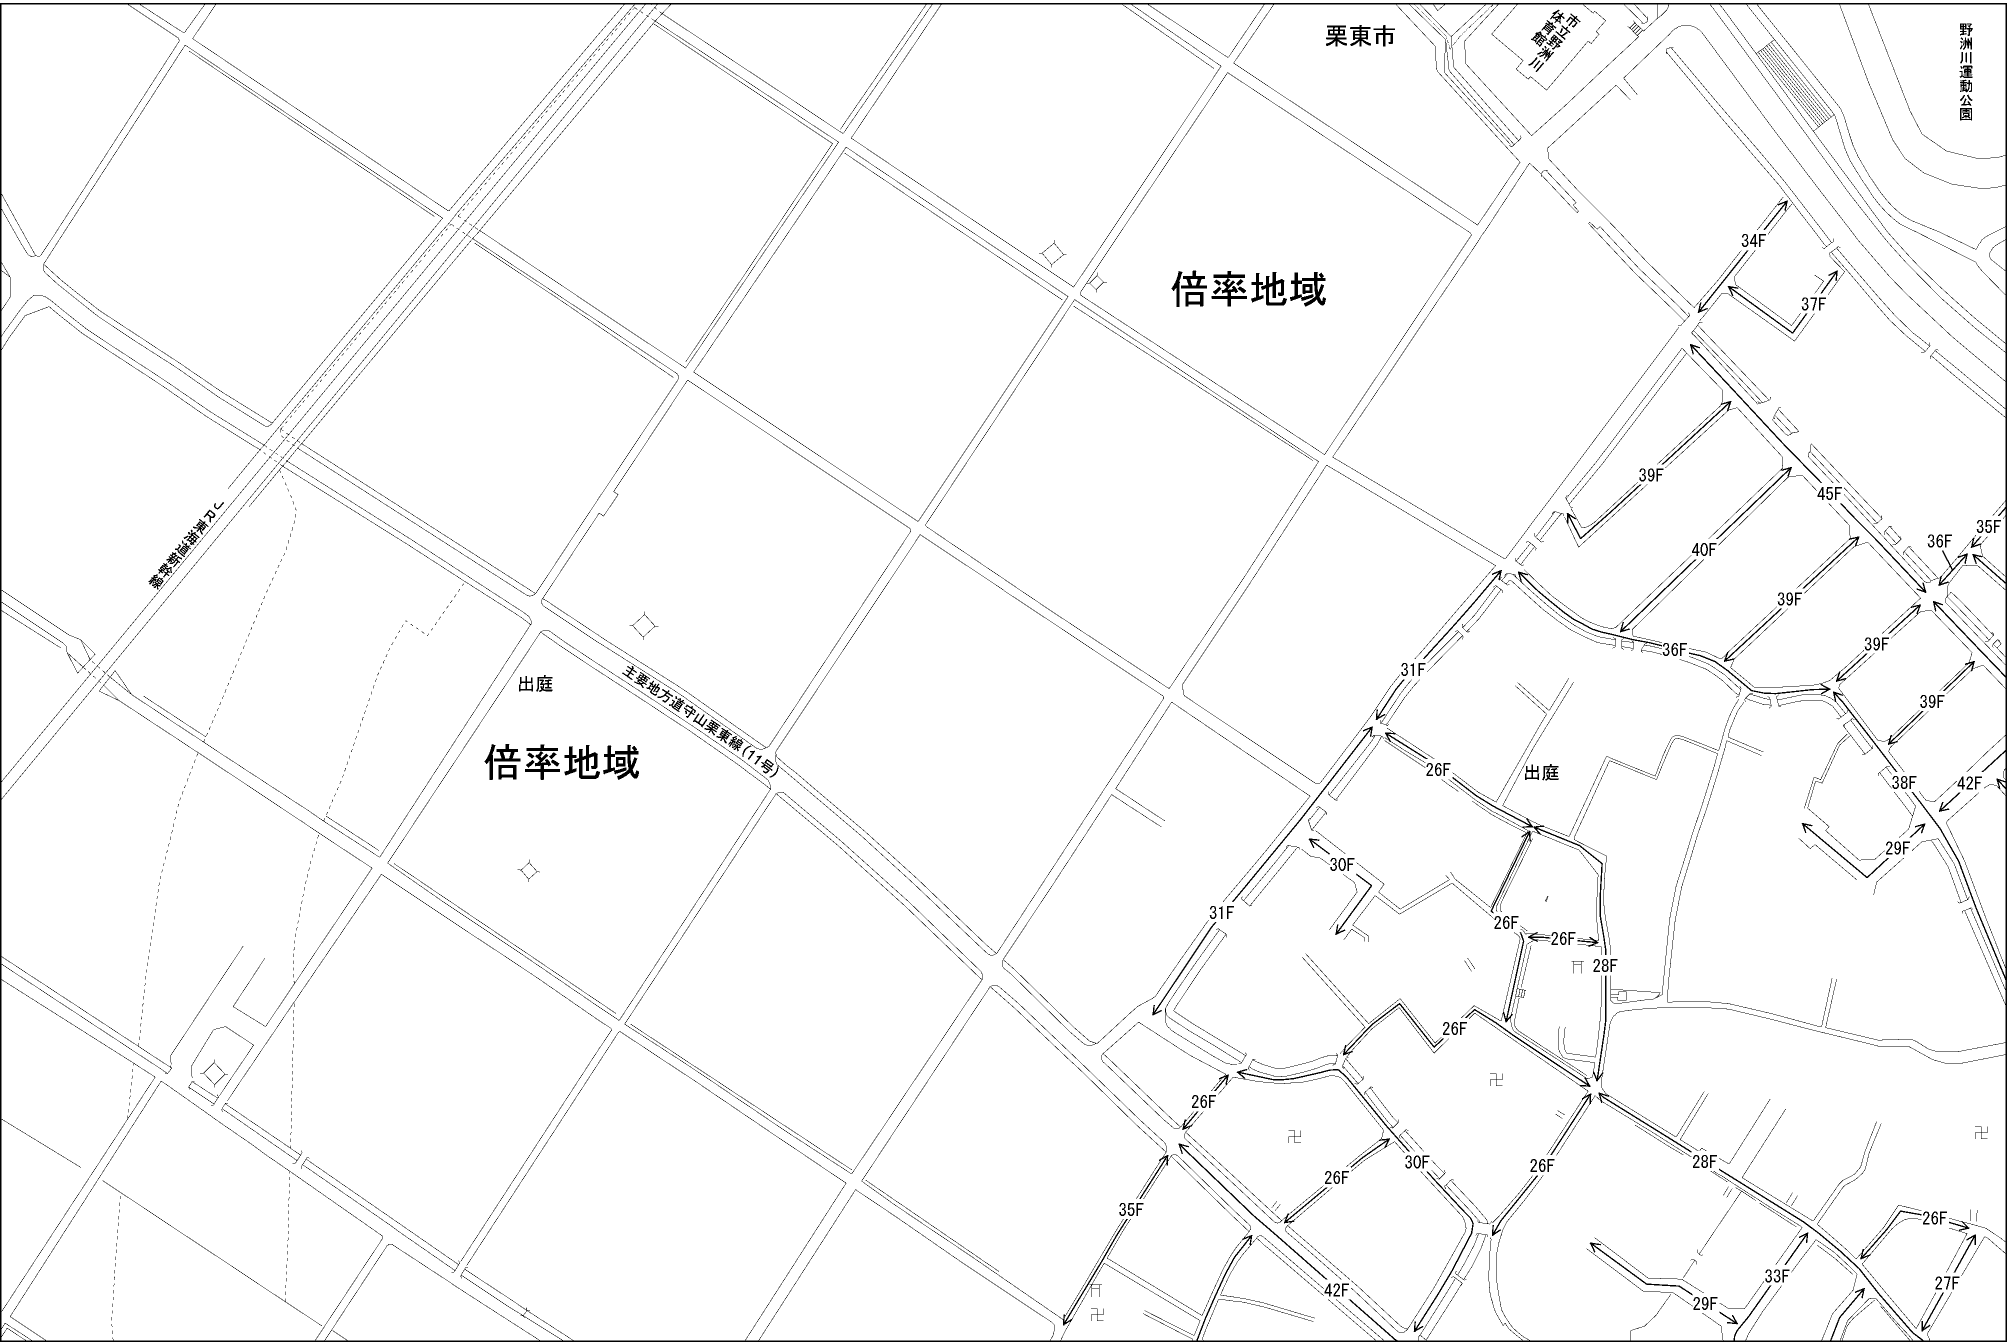 栗東市
市立野洲川
体育館
野洲川運動公園
34F
倍率地域
37F
39F
45F
JR東海道新幹線
35F
36F
40F
39F
39F
36F
31F
出庭
主要地方道守山栗東線(11号)
39F
倍率地域
26F
出庭
38F
42F
29F
30F
31F
26F
26F
28F
26F
26F
30F
26F
26F
28F
35F
26F
33F
27F
42F
29F